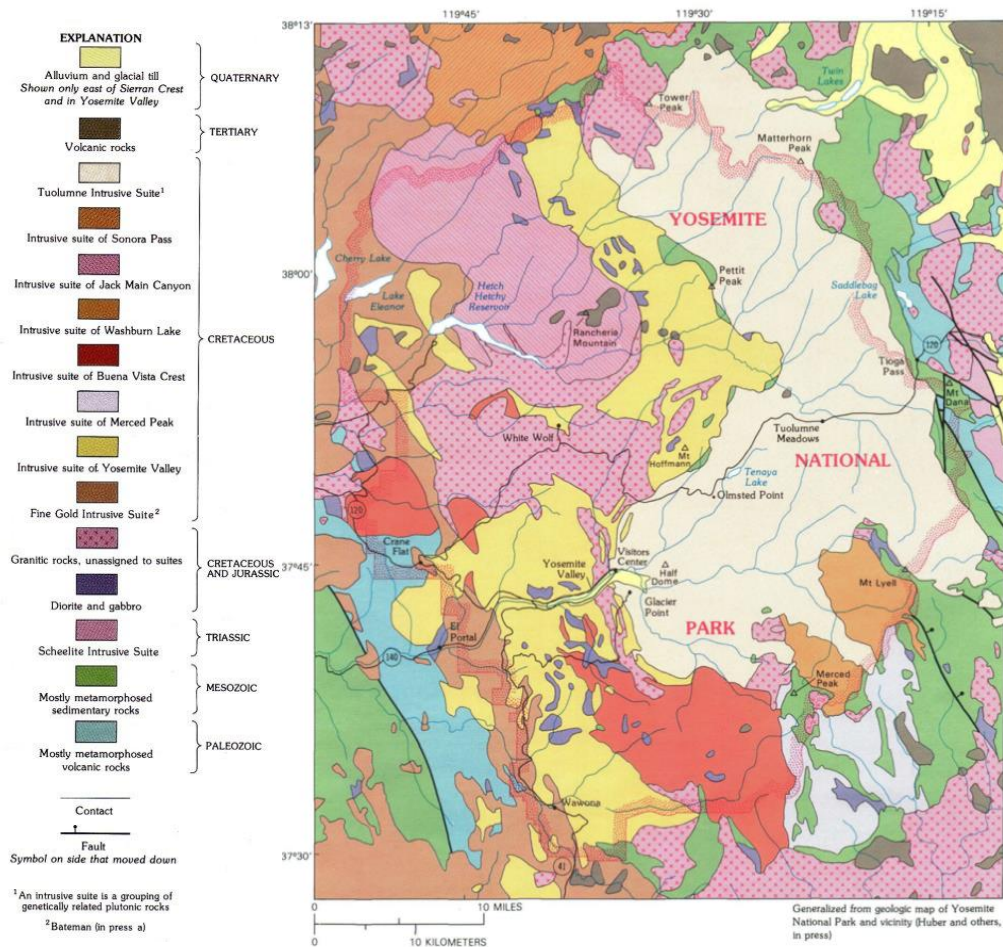 EXPLANATION
Alluvium and glacial till
Shown only east of Sierran Crest
and in Yosemite Valley
QUATERNARY
Volcanic rocks
TERTIARY
Tuolumne Intrusive Suite¹
Intrusive suite of Sonora Pass
Intrusive suite of Jack Main Canyon
Intrusive suite of Washburn Lake
Intrusive suite of Buena Vista Crest
Intrusive suite of Merced Peak
Intrusive suite of Yosemite Valley
Fine Gold Intrusive Suite²
CRETACEOUS
Granitic rocks, unassigned to suites
Diorite and gabbro
CRETACEOUS
AND JURASSIC
Scheelite Intrusive Suite
TRIASSIC
Mostly metamorphosed
sedimentary rocks
MESOZOIC
Mostly metamorphosed
volcanic rocks
PALEOZOIC
Contact
Fault
Symbol on side that moved down
¹An intrusive suite is a grouping of
genetically related plutonic rocks
²Bateman (in press a)
119°45'
119°30'
119°15'
38°13'
38°00'
37°45'
37°30'
Twin
Lakes
Tower
Peak
Matterhorn
Peak
YOSEMITE
Cherry Lake
Lake
Eleanor
Hetch
Hetchy
Reservoir
Pettit
Peak
Saddlebag
Lake
Rancheria
Mountain
120
Tioga
Pass
Mt
Dana
White Wolf
Tuolumne
Meadows
Mt
Hoffmann
NATIONAL
Tenaya
Lake
Olmsted Point
120
Crane
Flat
Yosemite
Valley
Visitors
Center
Half
Dome
Mt Lyell
Glacier
Point
El
Portal
PARK
140
Merced
Peak
Wawona
41
0
10 MILES
0
10 KILOMETERS
Generalized from geologic map of Yosemite
National Park and vicinity (Huber and others,
in press)